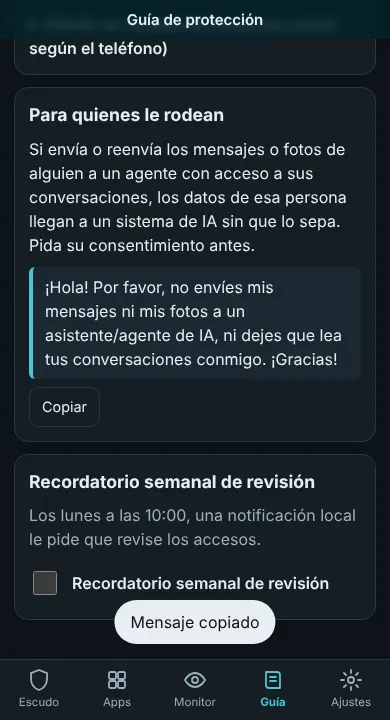 Guía de protección
según el teléfono)
Para quienes le rodean
Si envía o reenvía los mensajes o fotos de
alguien a un agente con acceso a sus
conversaciones, los datos de esa persona
llegan a un sistema de IA sin que lo sepa.
Pida su consentimiento antes.
¡Hola! Por favor, no envíes mis
mensajes ni mis fotos a un
asistente/agente de IA, ni dejes que lea
tus conversaciones conmigo. ¡Gracias!
Copiar
Recordatorio semanal de revisión
Los lunes a las 10:00, una notificación local
le pide que revise los accesos.
Recordatorio semanal de revisión
Mensaje copiado
Escudo
Apps
Monitor
Guía
Ajustes